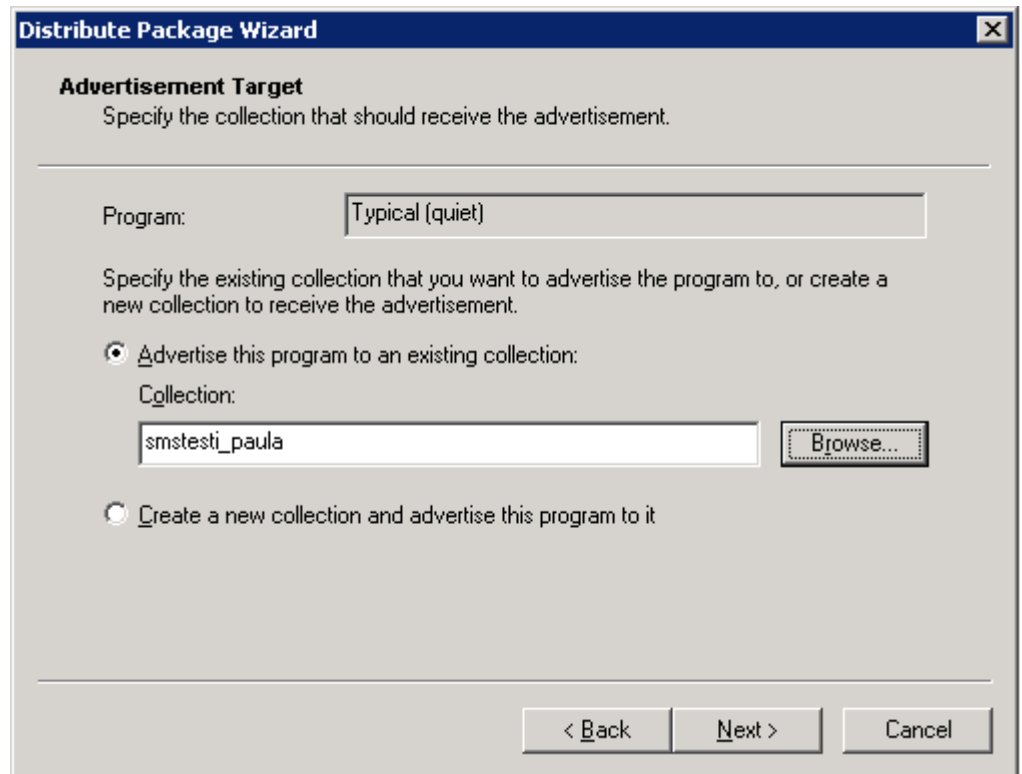 Distribute Package Wizard
Advertisement Target
Specify the collection that should receive the advertisement.
Program: Typical (quiet)
Specify the existing collection that you want to advertise the program to, or create a
new collection to receive the advertisement.
Advertise this program to an existing collection:
Collection:
smstesti_paula Browse...
Create a new collection and advertise this program to it
< Back Next > Cancel